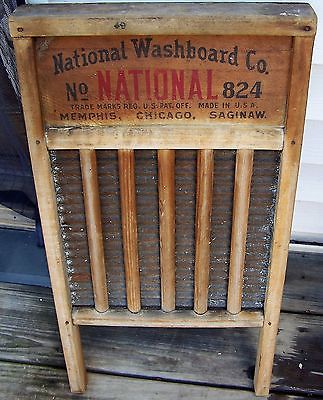 National Washboard Co.
No NATIONAL 824
TRADE MARKS REG. U.S. PAT. OFF. MADE IN U.S.A.
MEMPHIS, CHICAGO, SAGINAW.